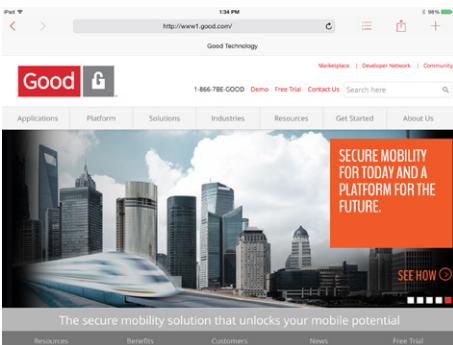 iPad
1:34 PM
98%
http://www1.good.com/
Good Technology
Marketplace | Developer Network | Community
Good
1-866-7BE-GOOD Demo Free Trial Contact Us Search here
Applications Platform Solutions Industries Resources Get Started About Us
SECURE MOBILITY
FOR TODAY AND A
PLATFORM FOR THE
FUTURE.
SEE HOW
The secure mobility solution that unlocks your mobile potential
Resources Benefits Customers News Free Trial